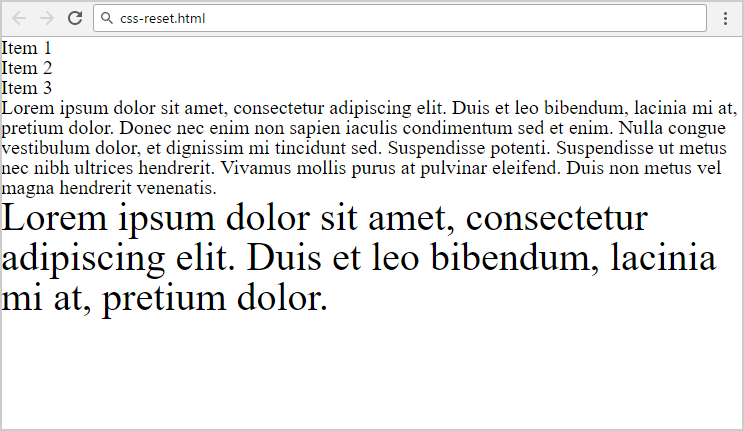 css-reset.html
Item 1
Item 2
Item 3
Lorem ipsum dolor sit amet, consectetur adipiscing elit. Duis et leo bibendum, lacinia mi at,
pretium dolor. Donec nec enim non sapien iaculis condimentum sed et enim. Nulla congue
vestibulum dolor, et dignissim mi tincidunt sed. Suspendisse potenti. Suspendisse ut metus
nec nibh ultrices hendrerit. Vivamus mollis purus at pulvinar eleifend. Duis non metus vel
magna hendrerit venenatis.
Lorem ipsum dolor sit amet, consectetur
adipiscing elit. Duis et leo bibendum, lacinia
mi at, pretium dolor.